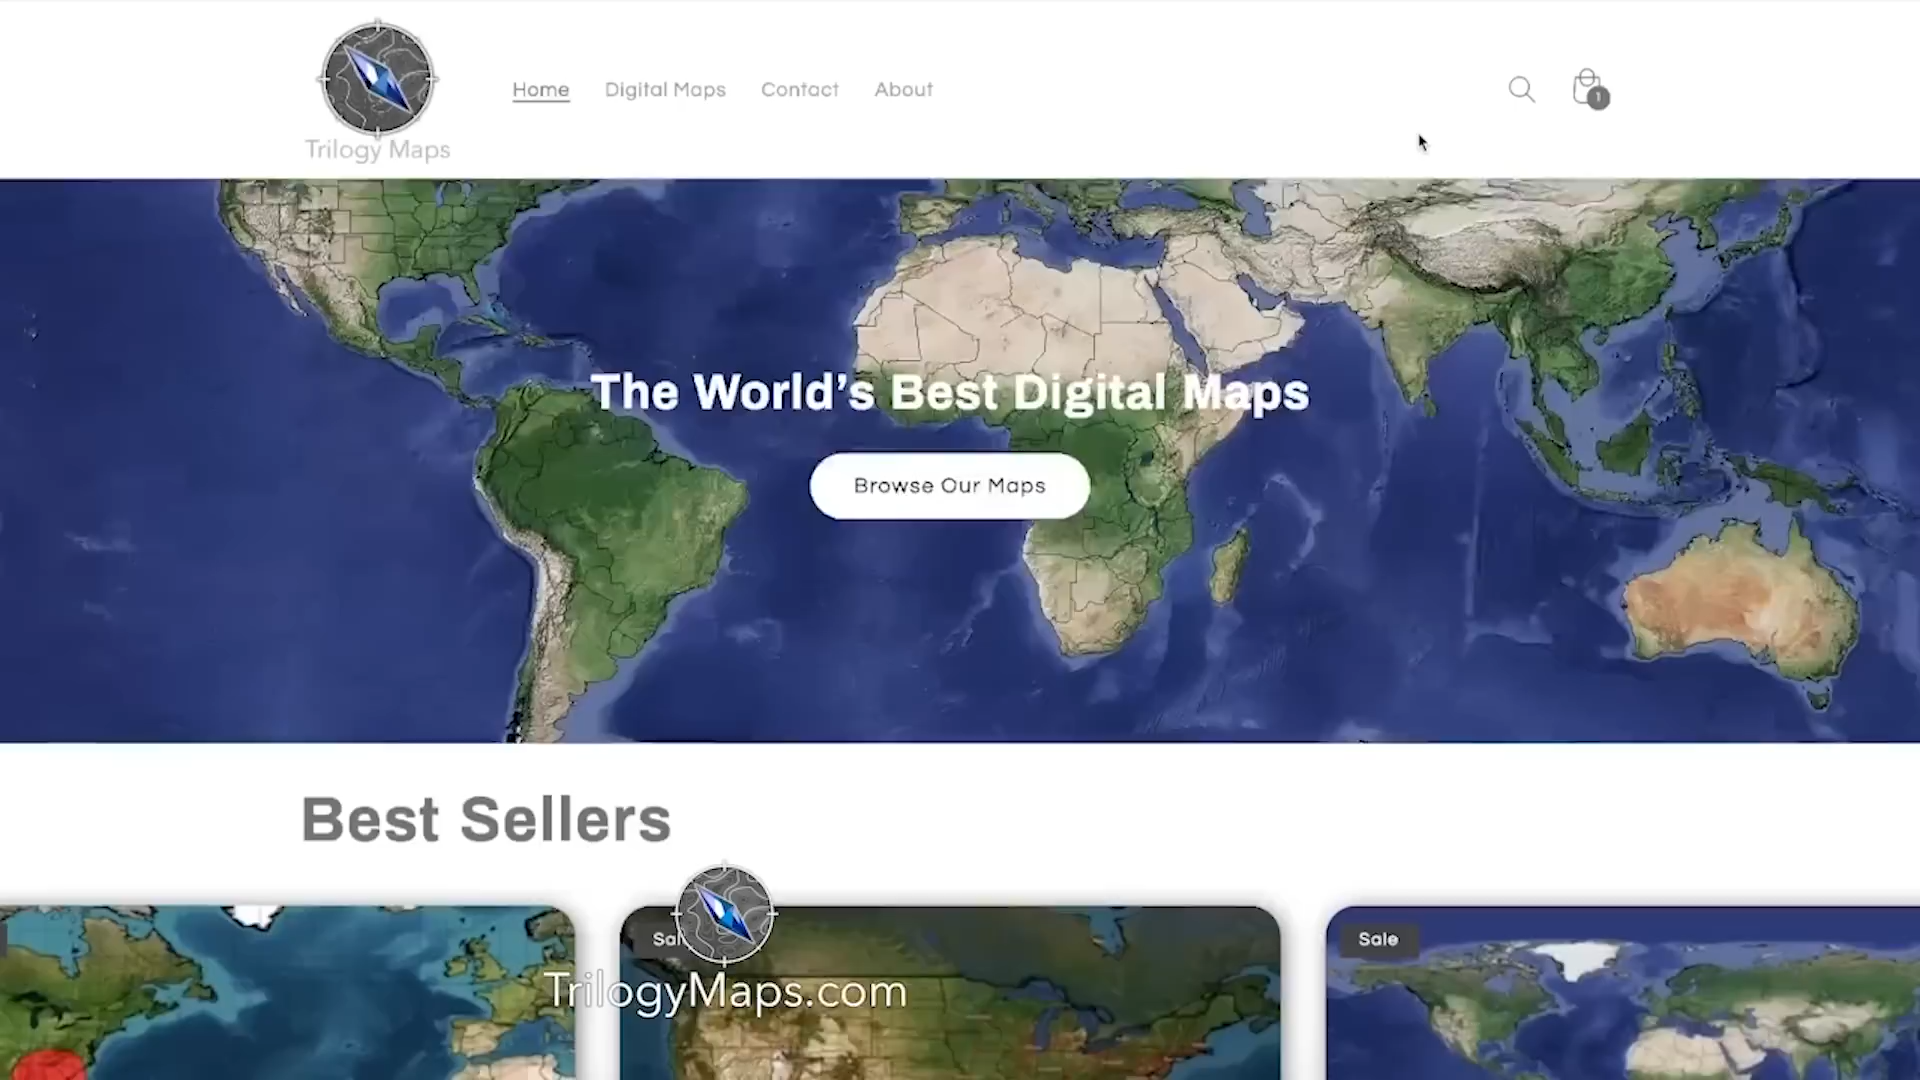 Trilogy Maps
Home Digital Maps Contact About
1
The World's Best Digital Maps
Browse Our Maps
Best Sellers
Sal
Sale
TrilogyMaps.com